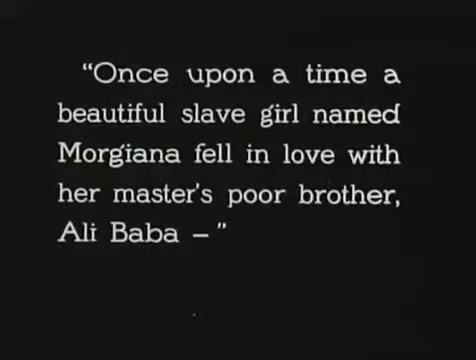 “Once upon a time a
beautiful slave girl named
Morgiana fell in love with
her master's poor brother,
Ali Baba – ”